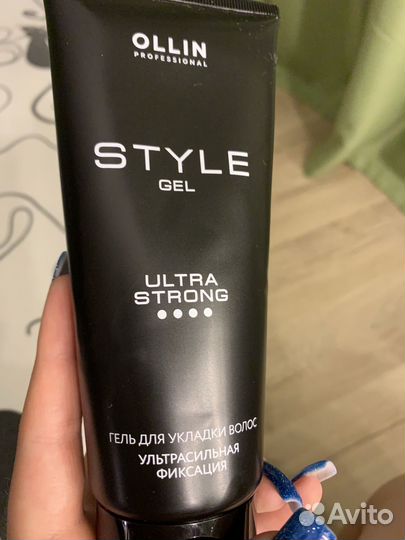 OLLIN
PROFESSIONAL
STYLE
GEL
ULTRA
STRONG
ГЕЛЬ ДЛЯ УКЛАДКИ ВОЛОС
УЛЬТРАСИЛЬНАЯ
ФИКСАЦИЯ
Avito